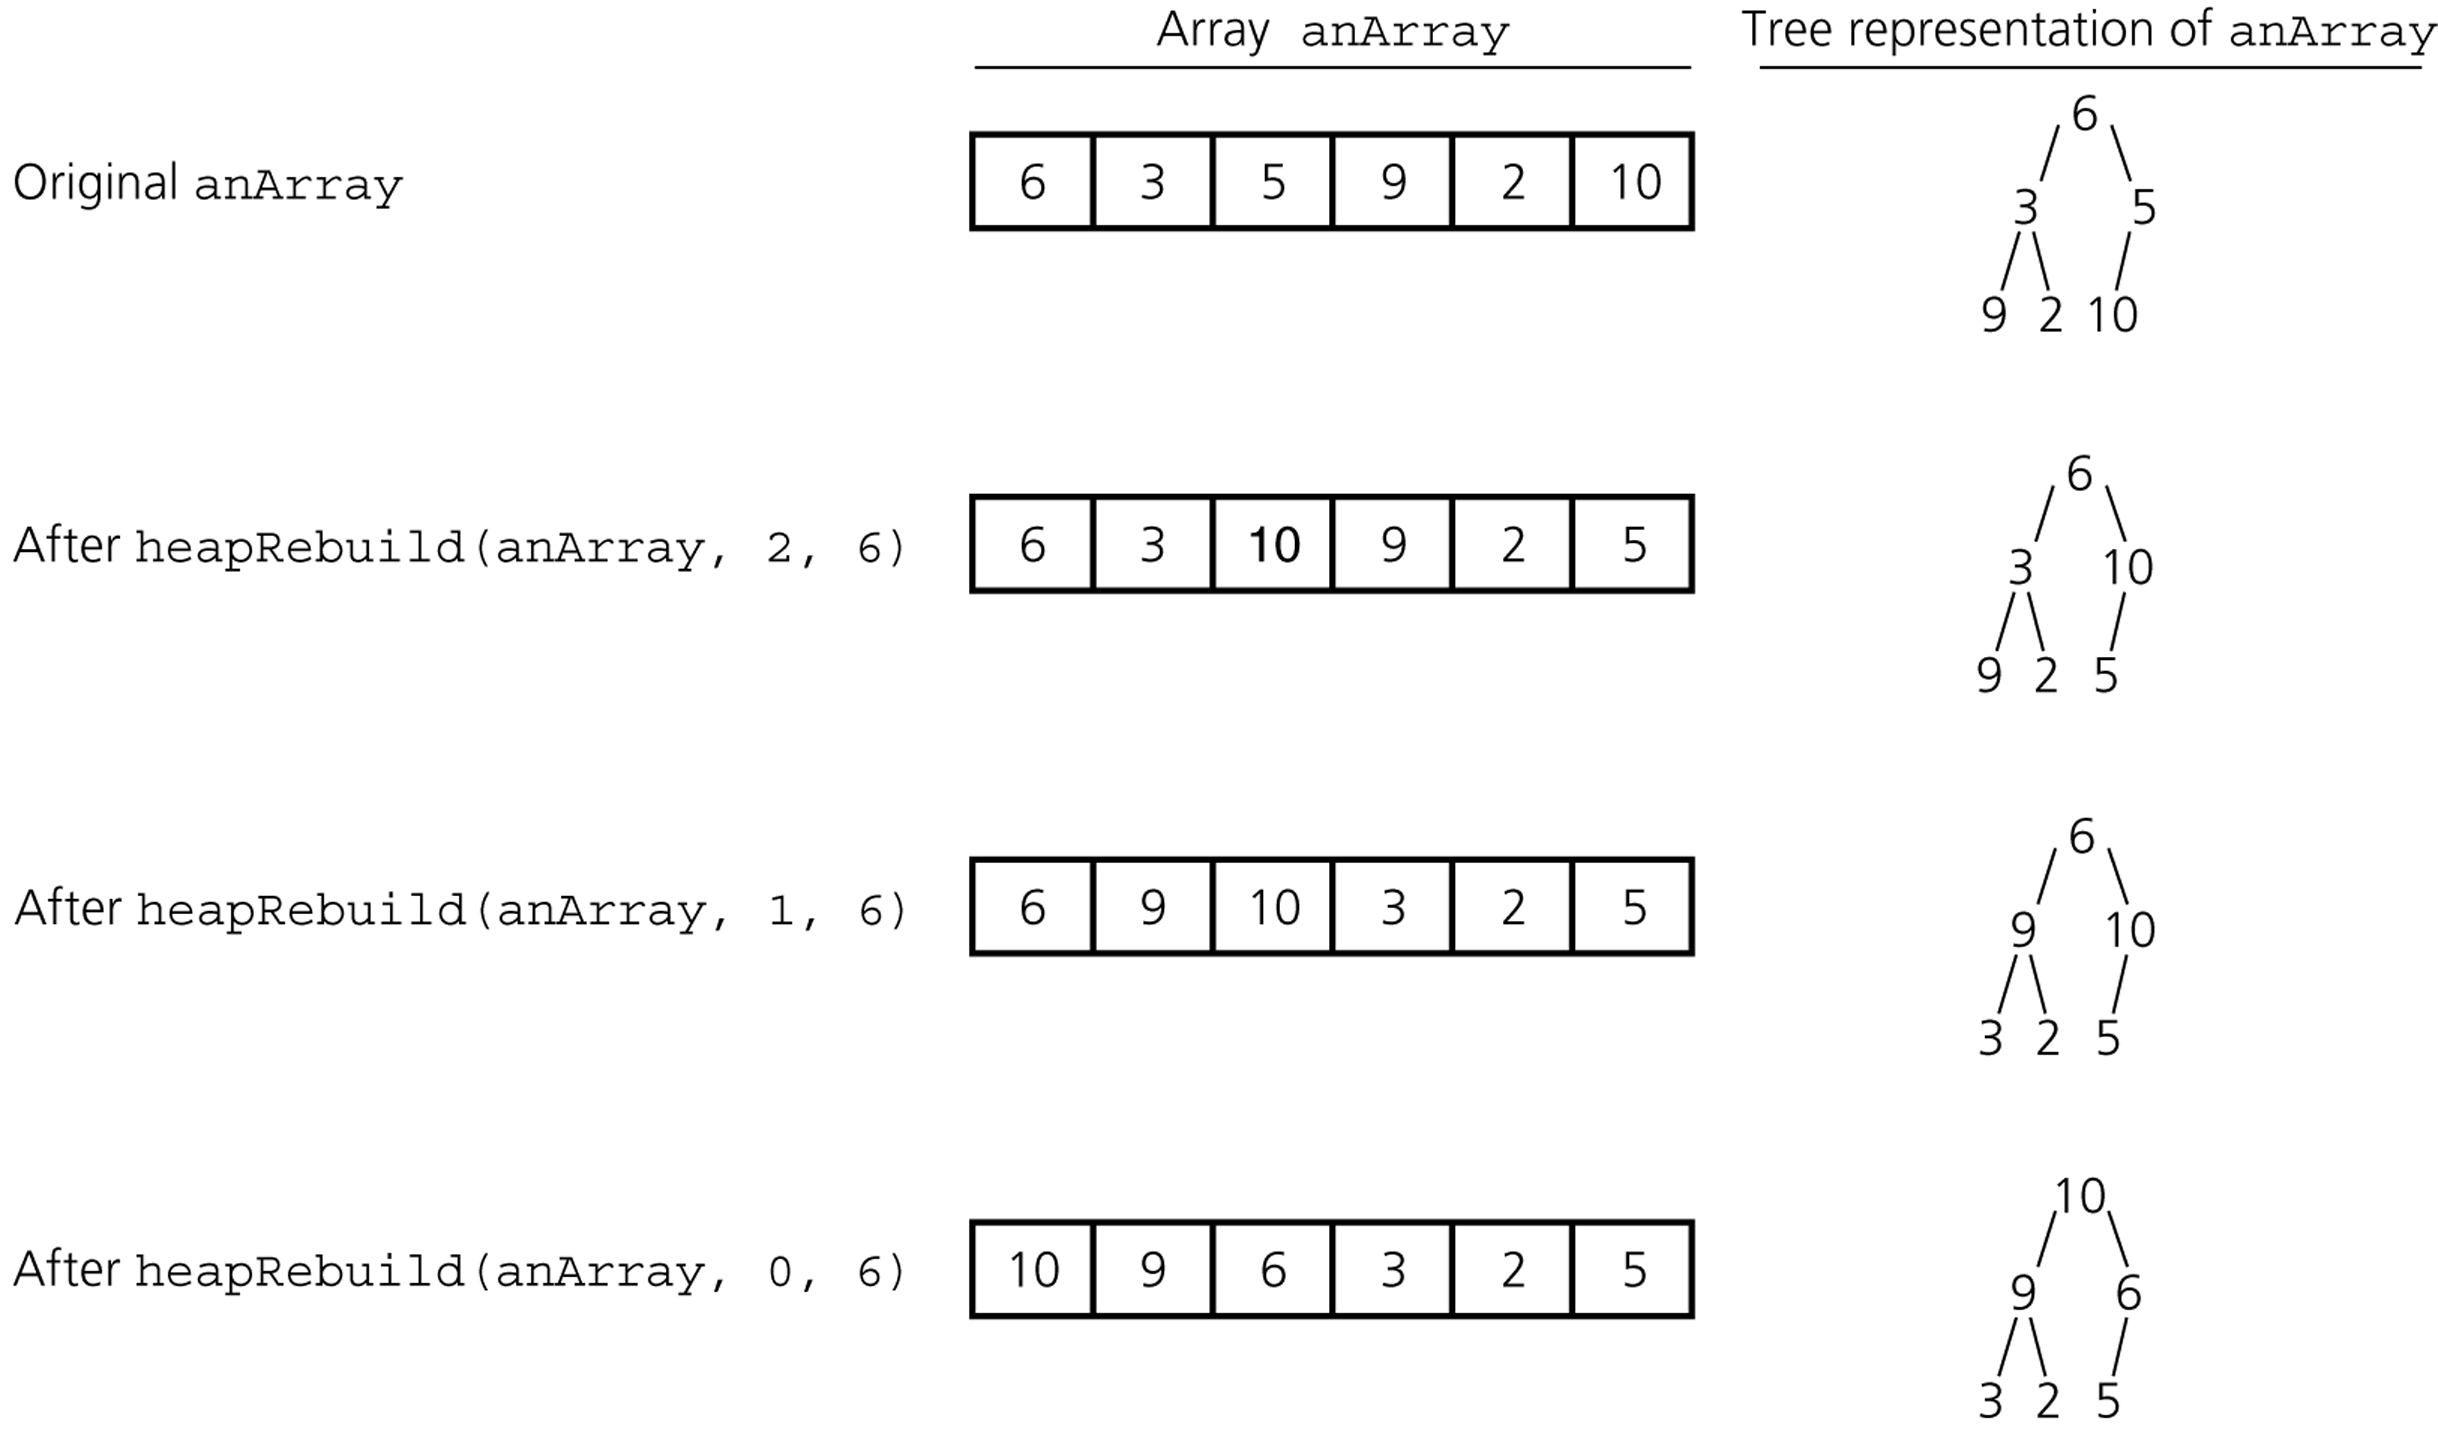 Array anArray Tree representation of anArray
6
Original anArray 6 3 5 9 2 10
3 5
9 2 10
6
After heapRebuild(anArray, 2, 6) 6 3 10 9 2 5
3 10
9 2 5
6
After heapRebuild(anArray, 1, 6) 6 9 10 3 2 5
9 10
3 2 5
10
After heapRebuild(anArray, 0, 6) 10 9 6 3 2 5
9 6
3 2 5